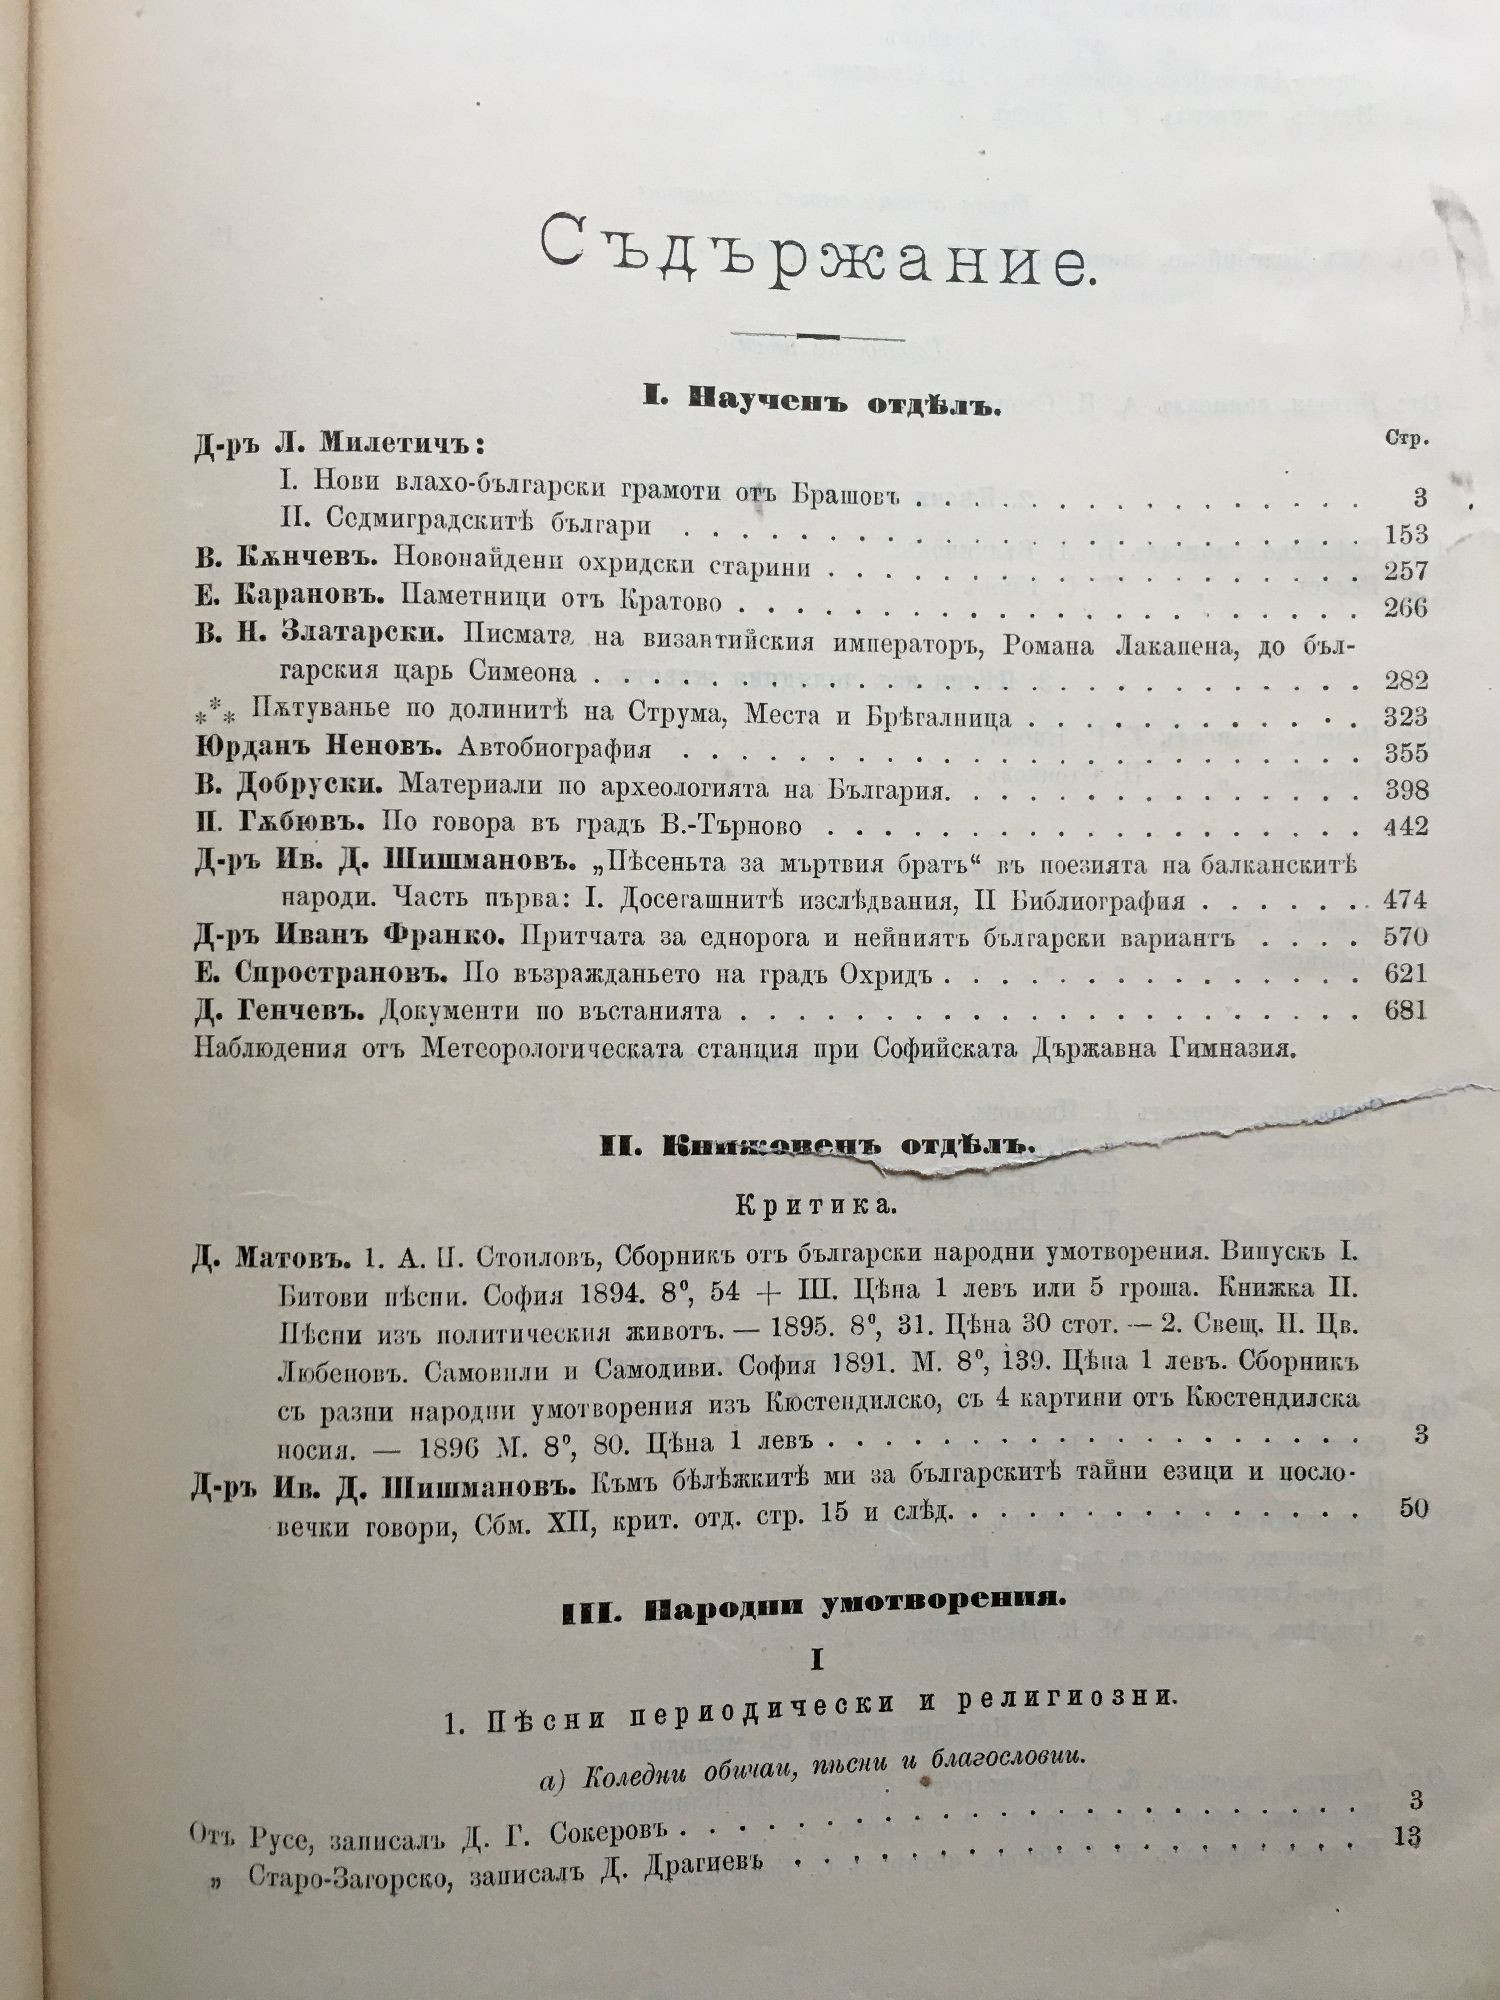 Съдържание.
I. Наученъ отдѣлъ.
Д-ръ Л. Милетичъ:
Стр.
I. Нови влахо-български грамоти отъ Брашовъ . . . . . . . . . . . . . . . . 3
II. Седмиградскитѣ българи . . . . . . . . . . . . . . . . . . . . . . . . 153
В. Кѫнчевъ. Новонайдени охридски старини . . . . . . . . . . . . . . . . . . . 257
Е. Карановъ. Паметници отъ Кратово . . . . . . . . . . . . . . . . . . . . . . 266
В. Н. Златарски. Писмата на византийския императоръ, Романа Лакапена, до бъл-
гарския царь Симеона . . . . . . . . . . . . . . . . . . . . . . . . . . . 282
*** Пѫтуванье по долинитѣ на Струма, Места и Брѣгалница . . . . . . . . . . . . 323
Юрданъ Неновъ. Автобиография . . . . . . . . . . . . . . . . . . . . . . . . 355
В. Добруски. Материали по археологията на България. . . . . . . . . . . . . . . 398
П. Гѫбювъ. По говора въ градъ В.-Търново . . . . . . . . . . . . . . . . . . . 442
Д-ръ Ив. Д. Шишмановъ. „Пѣсеньта за мъртвия братъ“ въ поезията на балканскитѣ
народи. Часть първа: I. Досегашнитѣ изслѣдвания, II Библиография . . . . . . . 474
Д-ръ Иванъ Франко. Притчата за еднорога и нейниятъ български вариантъ . . . . 570
Е. Спространовъ. По възражданьето на градъ Охридъ . . . . . . . . . . . . . . . 621
Д. Генчевъ. Документи по въстанията . . . . . . . . . . . . . . . . . . . . . . 681
Наблюдения отъ Метеорологическата станция при Софийската Държавна Гимназия.
II. Книжовенъ отдѣлъ.
Критика.
Д. Матовъ. 1. А. П. Стоиловъ, Сборникъ отъ български народни умотворения. Випускъ I.
Битови пѣсни. София 1894. 8⁰, 54 + III. Цѣна 1 левъ или 5 гроша. Книжка II.
Пѣсни изъ политическия животъ. — 1895. 8⁰, 31. Цѣна 30 стот. — 2. Свещ. П. Цв.
Любеновъ. Самовили и Самодиви. София 1891. М. 8⁰, 139. Цѣна 1 левъ. Сборникъ
съ разни народни умотворения изъ Кюстендилско, съ 4 картини отъ Кюстендилска
носия. — 1896 М. 8⁰, 80. Цѣна 1 левъ . . . . . . . . . . . . . . . . . . . 3
Д-ръ Ив. Д. Шишмановъ. Къмъ бѣлѣжкитѣ ми за българскитѣ тайни езици и посло-
вечки говори, Сбм. XII, крит. отд. стр. 15 и слѣд. . . . . . . . . . . . . . . . 50
III. Народни умотворения.
I
1. Пѣсни периодически и религиозни.
а) Коледни обичаи, пѣсни и благословии.
Отъ Русе, записалъ Д. Г. Сокеровъ . . . . . . . . . . . . . . . . . . . . . . . 3
„ Старо-Загорско, записалъ Д. Драгиевъ . . . . . . . . . . . . . . . . . . . . 13